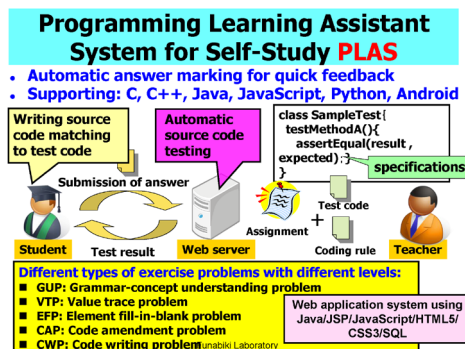 Programming Learning Assistant
System for Self-Study PLAS
• Automatic answer marking for quick feedback
• Supporting: C, C++, Java, JavaScript, Python, Android
Writing source
code matching
to test code
Automatic
source code
testing
class SampleTest{
testMethodA(){
assertEqual(result ,
expected);}
}
specifications
Submission of answer
Test code
Assignment
+
Coding rule
Student
Test result
Web server
Teacher
Different types of exercise problems with different levels:
■ GUP: Grammar-concept understanding problem
■ VTP: Value trace problem
■ EFP: Element fill-in-blank problem
■ CAP: Code amendment problem
■ CWP: Code writing problem
Web application system using
Java/JSP/JavaScript/HTML5/
CSS3/SQL
Funabiki Laboratory